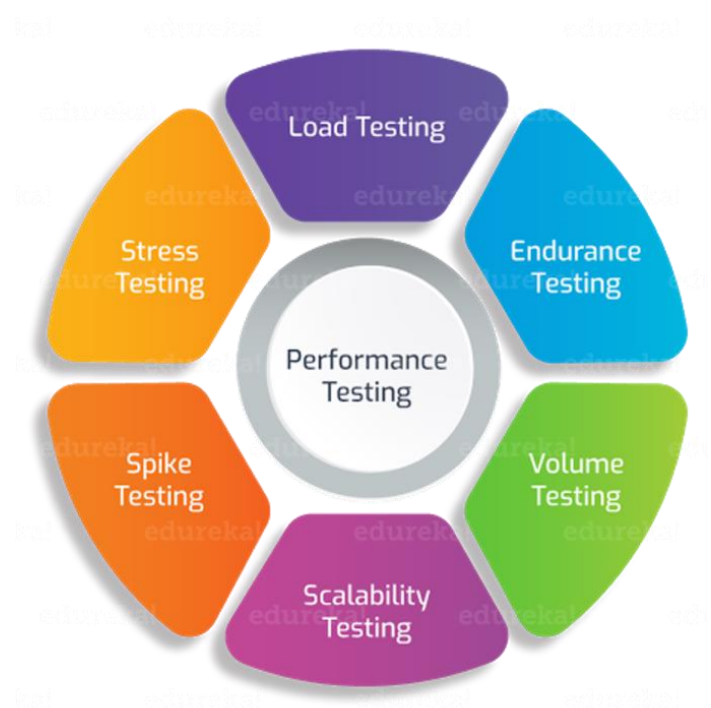 Load Testing
Endurance
Testing
Volume
Testing
Scalability
Testing
Spike
Testing
Stress
Testing
Performance
Testing
edureka!